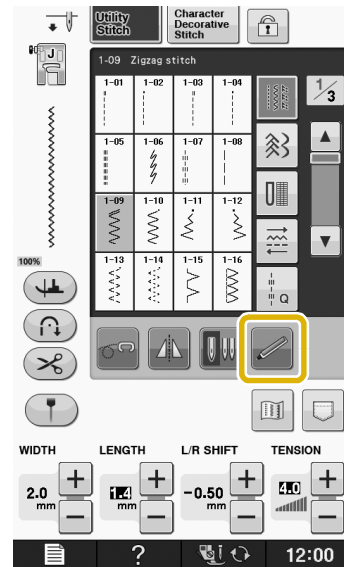 Utility
Stitch
Character
Decorative
Stitch
J
1-09 Zigzag stitch
1/3
1-01 1-02 1-03 1-04
1-05 1-06 1-07 1-08
1-09 1-10 1-11 1-12
1-13 1-14 1-15 1-16
Q
100%
WIDTH LENGTH L/R SHIFT TENSION
2.0 mm + − 1.4 mm + − -0.50 mm + − 4.0 + −
? 12:00